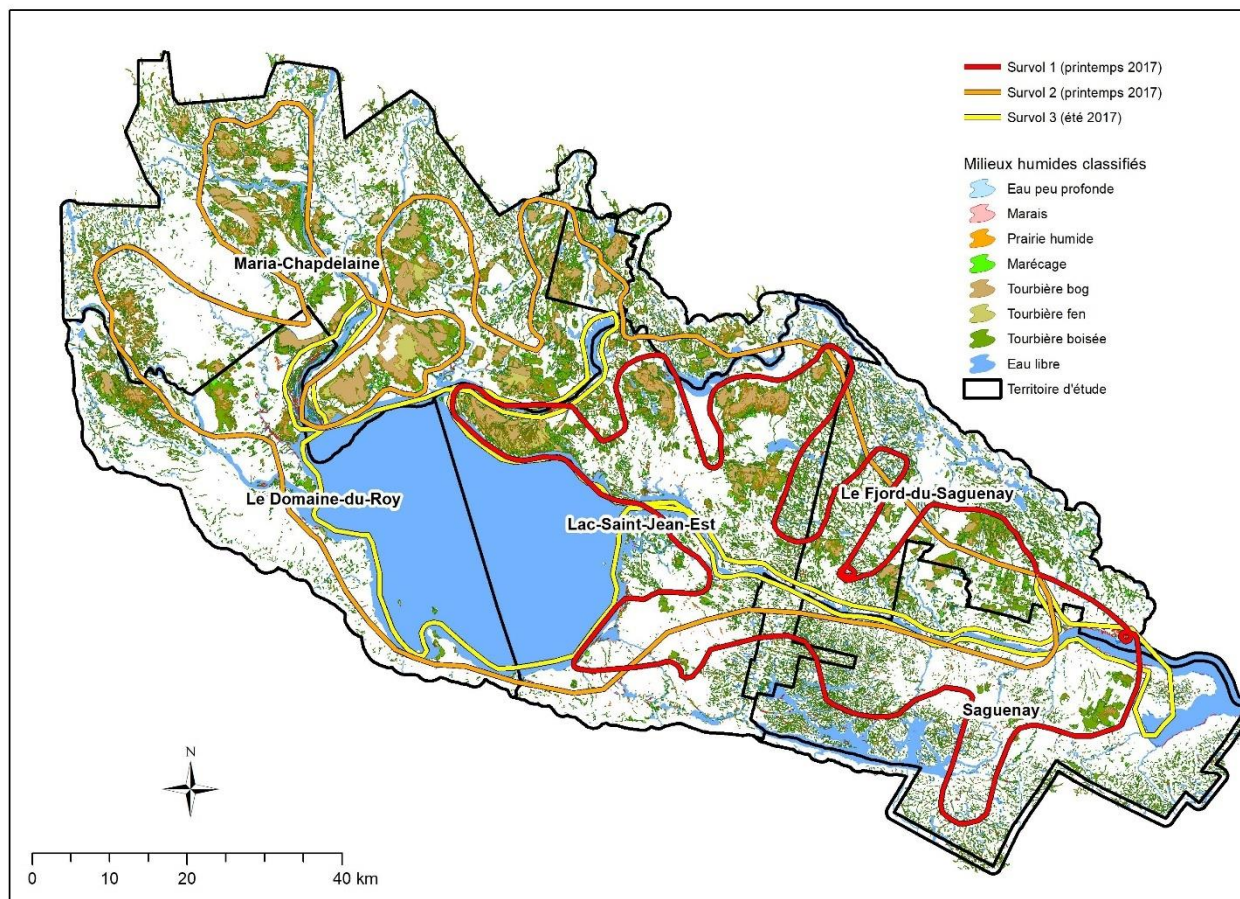 Survol 1 (printemps 2017)
Survol 2 (printemps 2017)
Survol 3 (été 2017)
Milieux humides classifiés
Eau peu profonde
Marais
Prairie humide
Marécage
Tourbière bog
Tourbière fen
Tourbière boisée
Eau libre
Territoire d'étude
Maria-Chapdelaine
Le Domaine-du-Roy
Lac-Saint-Jean-Est
Le Fjord-du-Saguenay
Saguenay
N
0 10 20 40 km